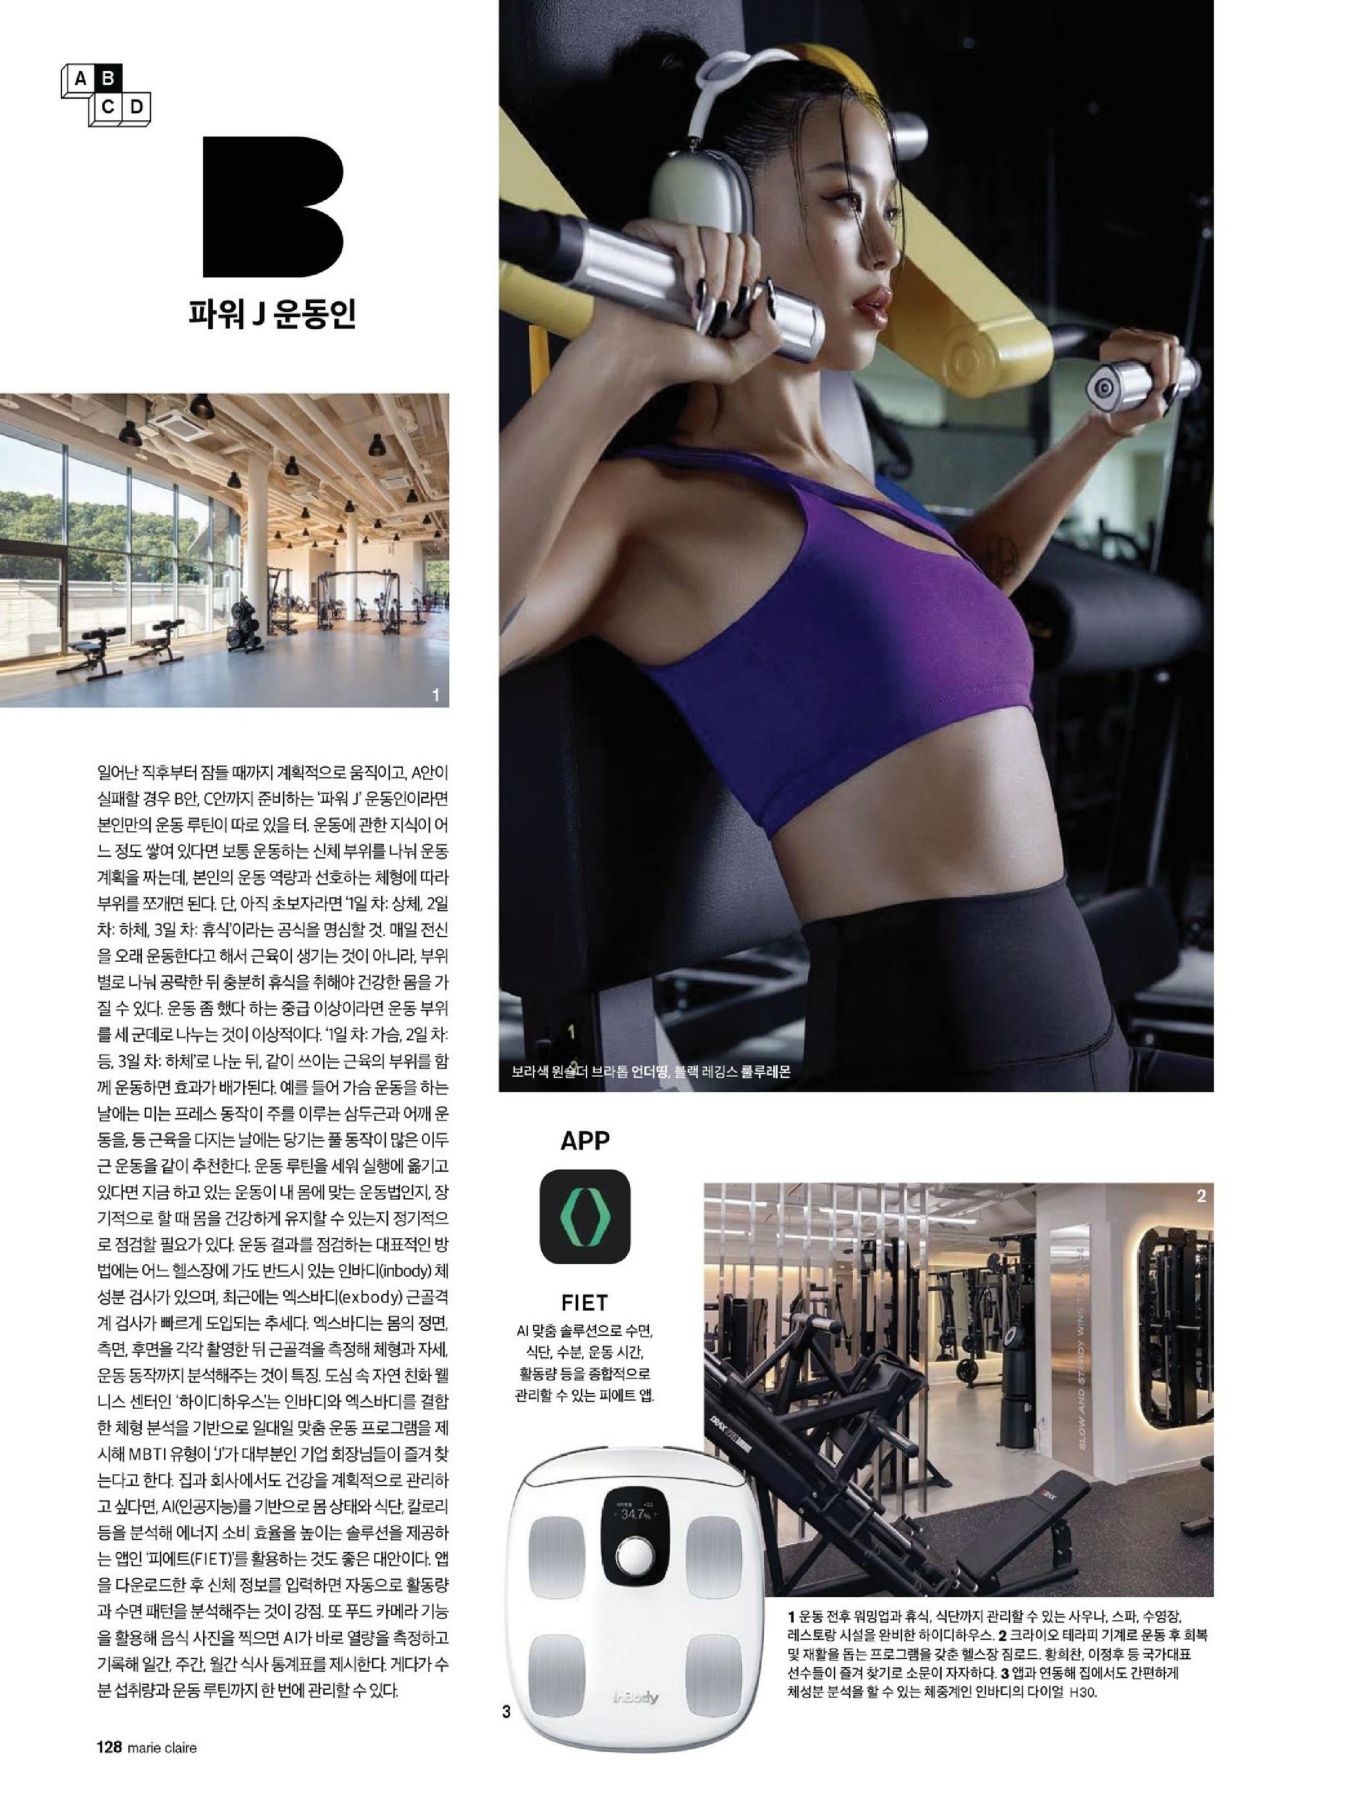 A B
C D
B
파워 J 운동인
1
일어난 직후부터 잠들 때까지 계획적으로 움직이고, A안이
실패할 경우 B안, C안까지 준비하는 ‘파워 J’ 운동인이라면
본인만의 운동 루틴이 따로 있을 터. 운동에 관한 지식이 어
느 정도 쌓여 있다면 보통 운동하는 신체 부위를 나눠 운동
계획을 짜는데, 본인의 운동 역량과 선호하는 체형에 따라
부위를 쪼개면 된다. 단, 아직 초보자라면 ‘1일 차: 상체, 2일
차: 하체, 3일 차: 휴식’이라는 공식을 명심할 것. 매일 전신
을 오래 운동한다고 해서 근육이 생기는 것이 아니라, 부위
별로 나눠 공략한 뒤 충분히 휴식을 취해야 건강한 몸을 가
질 수 있다. 운동 좀 했다 하는 중급 이상이라면 운동 부위
를 세 군데로 나누는 것이 이상적이다. ‘1일 차: 가슴, 2일 차:
등, 3일 차: 하체’로 나눈 뒤, 같이 쓰이는 근육의 부위를 함
께 운동하면 효과가 배가된다. 예를 들어 가슴 운동을 하는
날에는 미는 프레스 동작이 주를 이루는 삼두근과 어깨 운
동을, 등 근육을 다지는 날에는 당기는 풀 동작이 많은 이두
근 운동을 같이 추천한다. 운동 루틴을 세워 실행에 옮기고
있다면 지금 하고 있는 운동이 내 몸에 맞는 운동법인지, 장
기적으로 할 때 몸을 건강하게 유지할 수 있는지 정기적으
로 점검할 필요가 있다. 운동 결과를 점검하는 대표적인 방
법에는 어느 헬스장에 가도 반드시 있는 인바디(inbody) 체
성분 검사가 있으며, 최근에는 엑스바디(exbody) 근골격
계 검사가 빠르게 도입되는 추세다. 엑스바디는 몸의 정면,
측면, 후면을 각각 촬영한 뒤 근골격을 측정해 체형과 자세,
운동 동작까지 분석해주는 것이 특징. 도심 속 자연 친화 웰
니스 센터인 ‘하이디하우스’는 인바디와 엑스바디를 결합
한 체형 분석을 기반으로 일대일 맞춤 운동 프로그램을 제
시해 MBTI 유형이 ‘J’가 대부분인 기업 회장님들이 즐겨 찾
는다고 한다. 집과 회사에서도 건강을 계획적으로 관리하
고 싶다면, AI(인공지능)를 기반으로 몸 상태와 식단, 칼로리
등을 분석해 에너지 소비 효율을 높이는 솔루션을 제공하
는 앱인 ‘피에트(FIET)’를 활용하는 것도 좋은 대안이다. 앱
을 다운로드한 후 신체 정보를 입력하면 자동으로 활동량
과 수면 패턴을 분석해주는 것이 강점. 또 푸드 카메라 기능
을 활용해 음식 사진을 찍으면 AI가 바로 열량을 측정하고
기록해 일간, 주간, 월간 식사 통계표를 제시한다. 게다가 수
분 섭취량과 운동 루틴까지 한 번에 관리할 수 있다.
1
보라색 원숄더 브라톱 언더띵, 블랙 레깅스 룰루레몬
APP
FIET
AI 맞춤 솔루션으로 수면,
식단, 수분, 운동 시간,
활동량 등을 종합적으로
관리할 수 있는 피에트 앱.
2
SLOW AND STEADY WINS THE
DRAX
DRAX
34.7%
InBody
3
1 운동 전후 워밍업과 휴식, 식단까지 관리할 수 있는 사우나, 스파, 수영장,
레스토랑 시설을 완비한 하이디하우스. 2 크라이오 테라피 기계로 운동 후 회복
및 재활을 돕는 프로그램을 갖춘 헬스장 짐로드. 황희찬, 이정후 등 국가대표
선수들이 즐겨 찾기로 소문이 자자하다. 3 앱과 연동해 집에서도 간편하게
체성분 분석을 할 수 있는 체중계인 인바디의 다이얼 H30.
128 marie claire